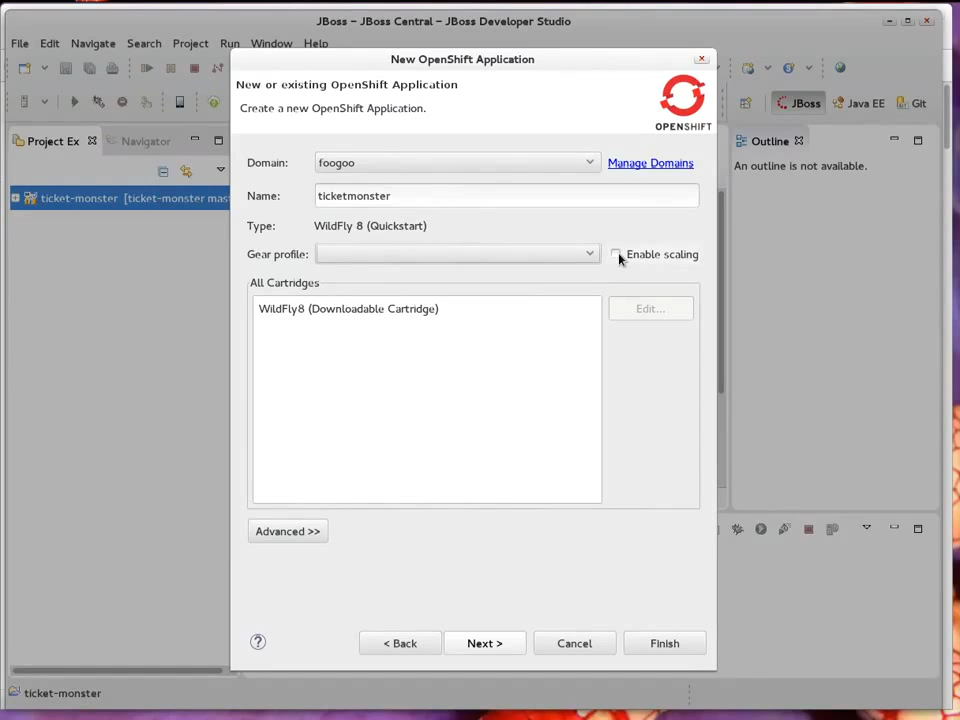 JBoss – JBoss Central – JBoss Developer Studio
File Edit Navigate Search Project Run Window Help
New OpenShift Application
New or existing OpenShift Application
Create a new OpenShift Application.
OPENSHIFT
JBoss Java EE Git
Project Ex Navigator
Outline
An outline is not available.
ticket-monster [ticket-monster mas
Domain: foogoo Manage Domains
Name: ticketmonster
Type: WildFly 8 (Quickstart)
Gear profile: Enable scaling
All Cartridges
WildFly8 (Downloadable Cartridge)
Edit...
Advanced >>
< Back Next > Cancel Finish
ticket-monster